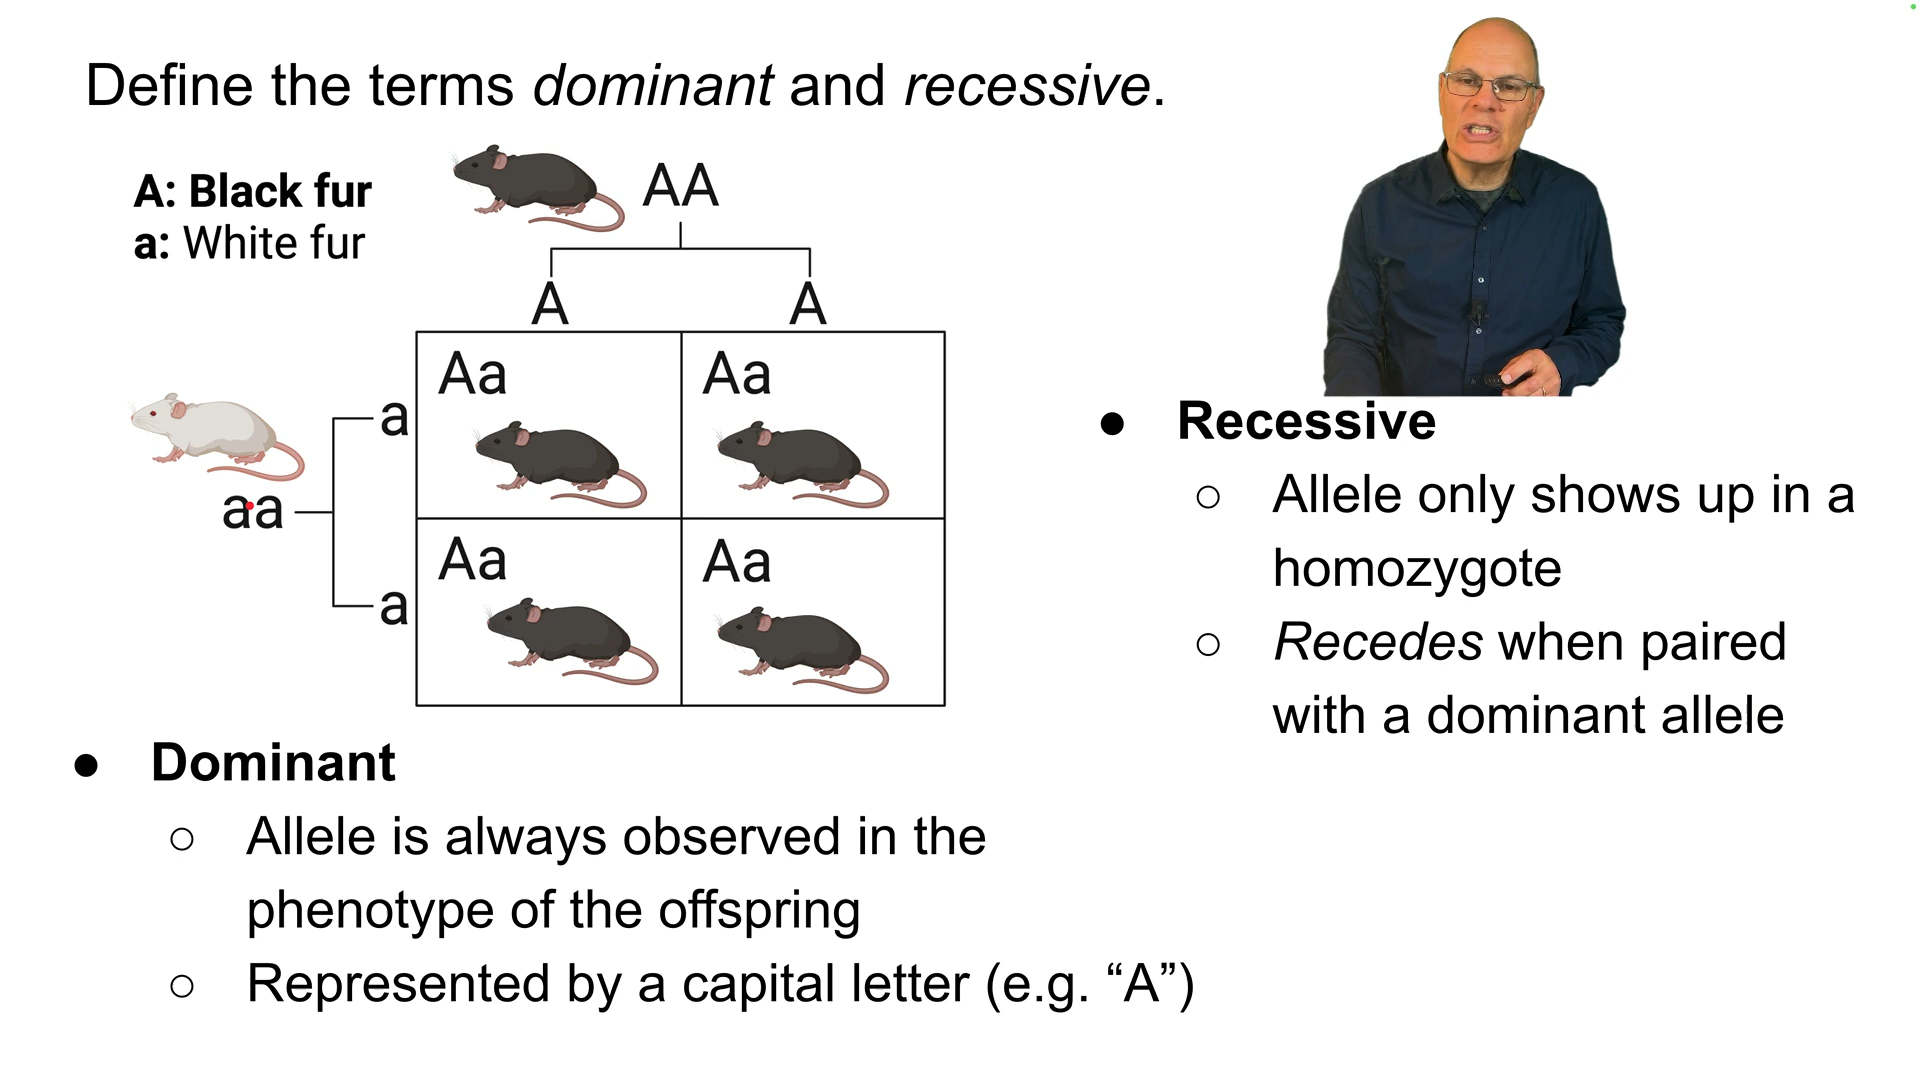 Define the terms dominant and recessive.
A: Black fur
a: White fur
AA
A A
Aa Aa
a
aa
Aa Aa
a
Dominant
Allele is always observed in the
phenotype of the offspring
Represented by a capital letter (e.g. “A”)
Recessive
Allele only shows up in a
homozygote
Recedes when paired
with a dominant allele